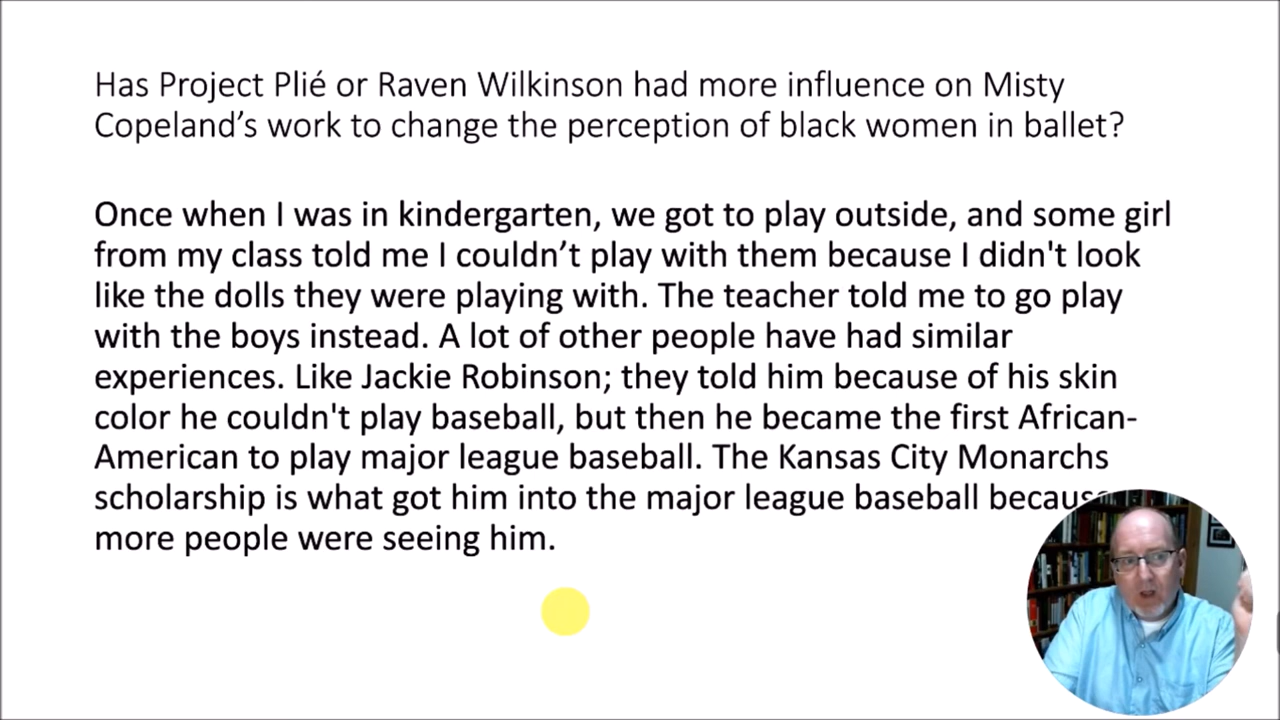 Has Project Plié or Raven Wilkinson had more influence on Misty
Copeland’s work to change the perception of black women in ballet?
Once when I was in kindergarten, we got to play outside, and some girl
from my class told me I couldn’t play with them because I didn't look
like the dolls they were playing with. The teacher told me to go play
with the boys instead. A lot of other people have had similar
experiences. Like Jackie Robinson; they told him because of his skin
color he couldn't play baseball, but then he became the first African-
American to play major league baseball. The Kansas City Monarchs
scholarship is what got him into the major league baseball because
more people were seeing him.